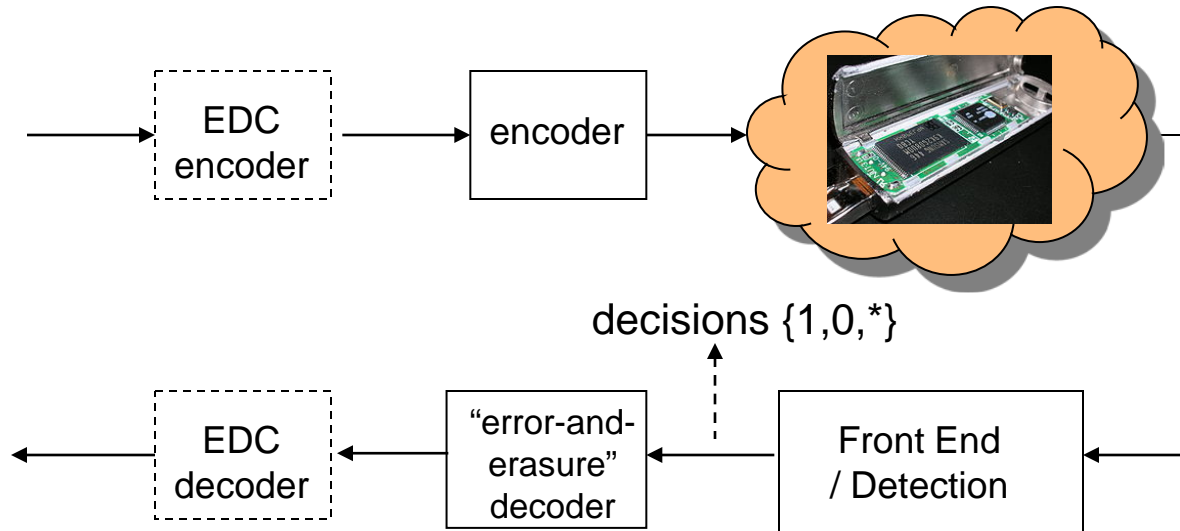 EDC
encoder
encoder
decisions {1,0,*}
EDC
decoder
“error-and-
erasure”
decoder
Front End
/ Detection